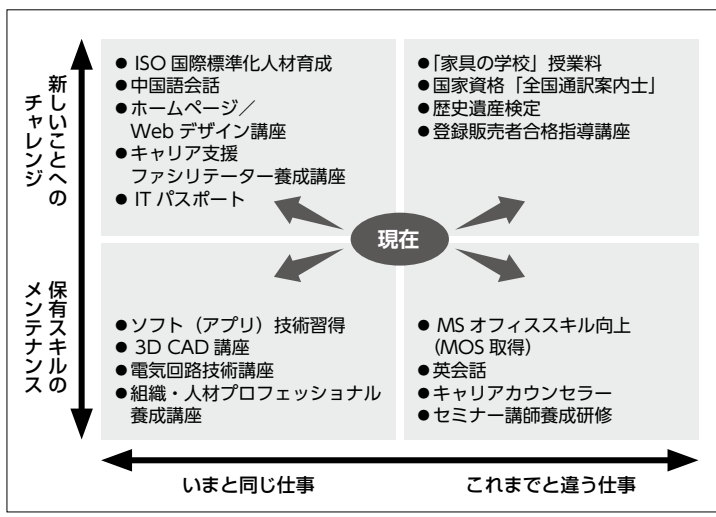 新しいことへの
チャレンジ
● ISO 国際標準化人材育成
●中国語会話
●ホームページ／
Web デザイン講座
●キャリア支援
ファシリテーター養成講座
● IT パスポート
●「家具の学校」授業料
●国家資格「全国通訳案内士」
●歴史遺産検定
●登録販売者合格指導講座
現在
保有スキルの
メンテナンス
●ソフト（アプリ）技術習得
● 3D CAD 講座
●電気回路技術講座
●組織・人材プロフェッショナル
養成講座
● MS オフィススキル向上
（MOS 取得）
●英会話
●キャリアカウンセラー
●セミナー講師養成研修
いまと同じ仕事
これまでと違う仕事